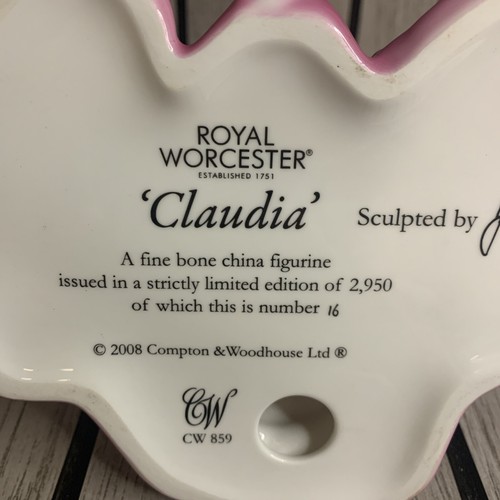 ROYAL
WORCESTER®
ESTABLISHED 1751
‘Claudia’ Sculpted by
A fine bone china figurine
issued in a strictly limited edition of 2,950
of which this is number 16
© 2008 Compton &Woodhouse Ltd ®
CW
CW 859